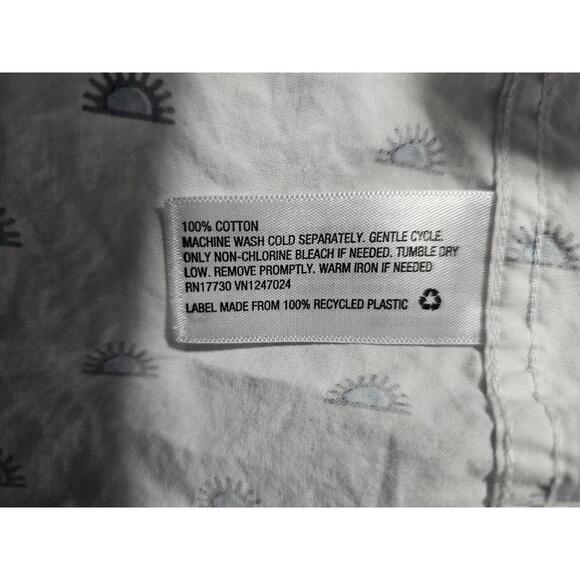 100% COTTON
MACHINE WASH COLD SEPARATELY. GENTLE CYCLE.
ONLY NON-CHLORINE BLEACH IF NEEDED. TUMBLE DRY
LOW. REMOVE PROMPTLY. WARM IRON IF NEEDED
RN17730 VN1247024
LABEL MADE FROM 100% RECYCLED PLASTIC